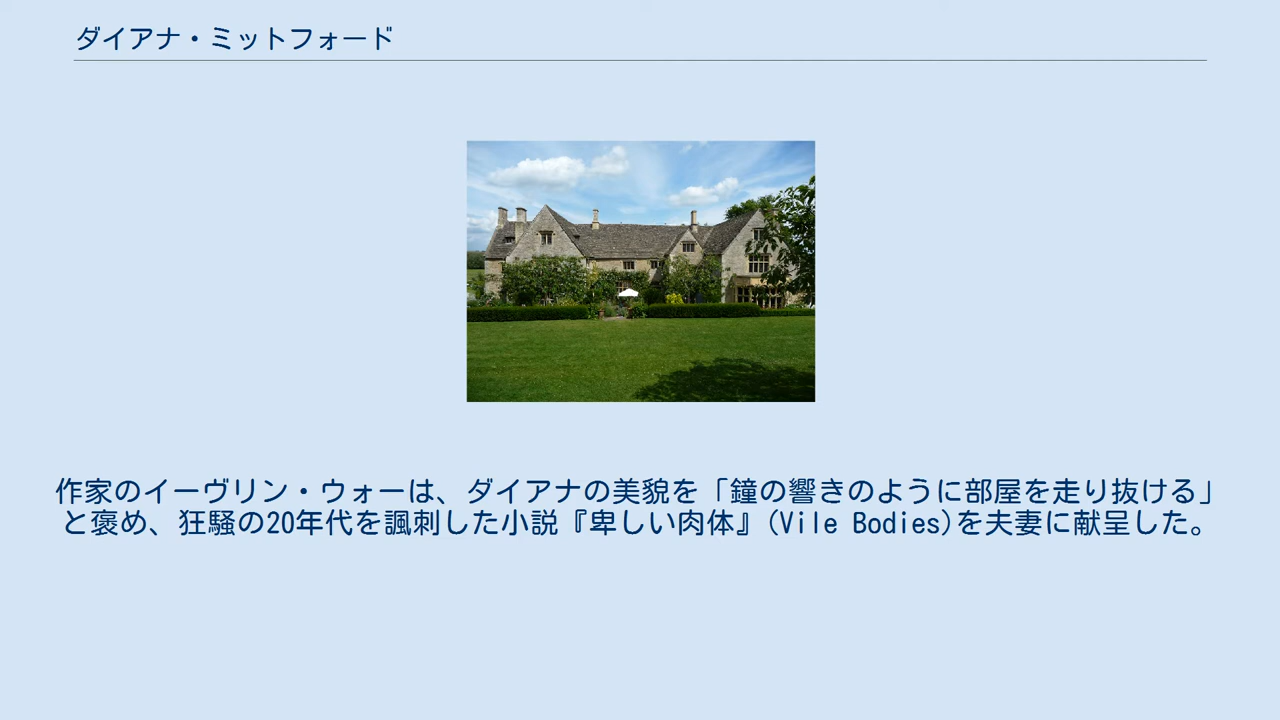 ダイアナ・ミットフォード
作家のイーヴリン・ウォーは、ダイアナの美貌を「鐘の響きのように部屋を走り抜ける」
と褒め、狂騒の20年代を諷刺した小説『卑しい肉体』(Vile Bodies)を夫妻に献呈した。